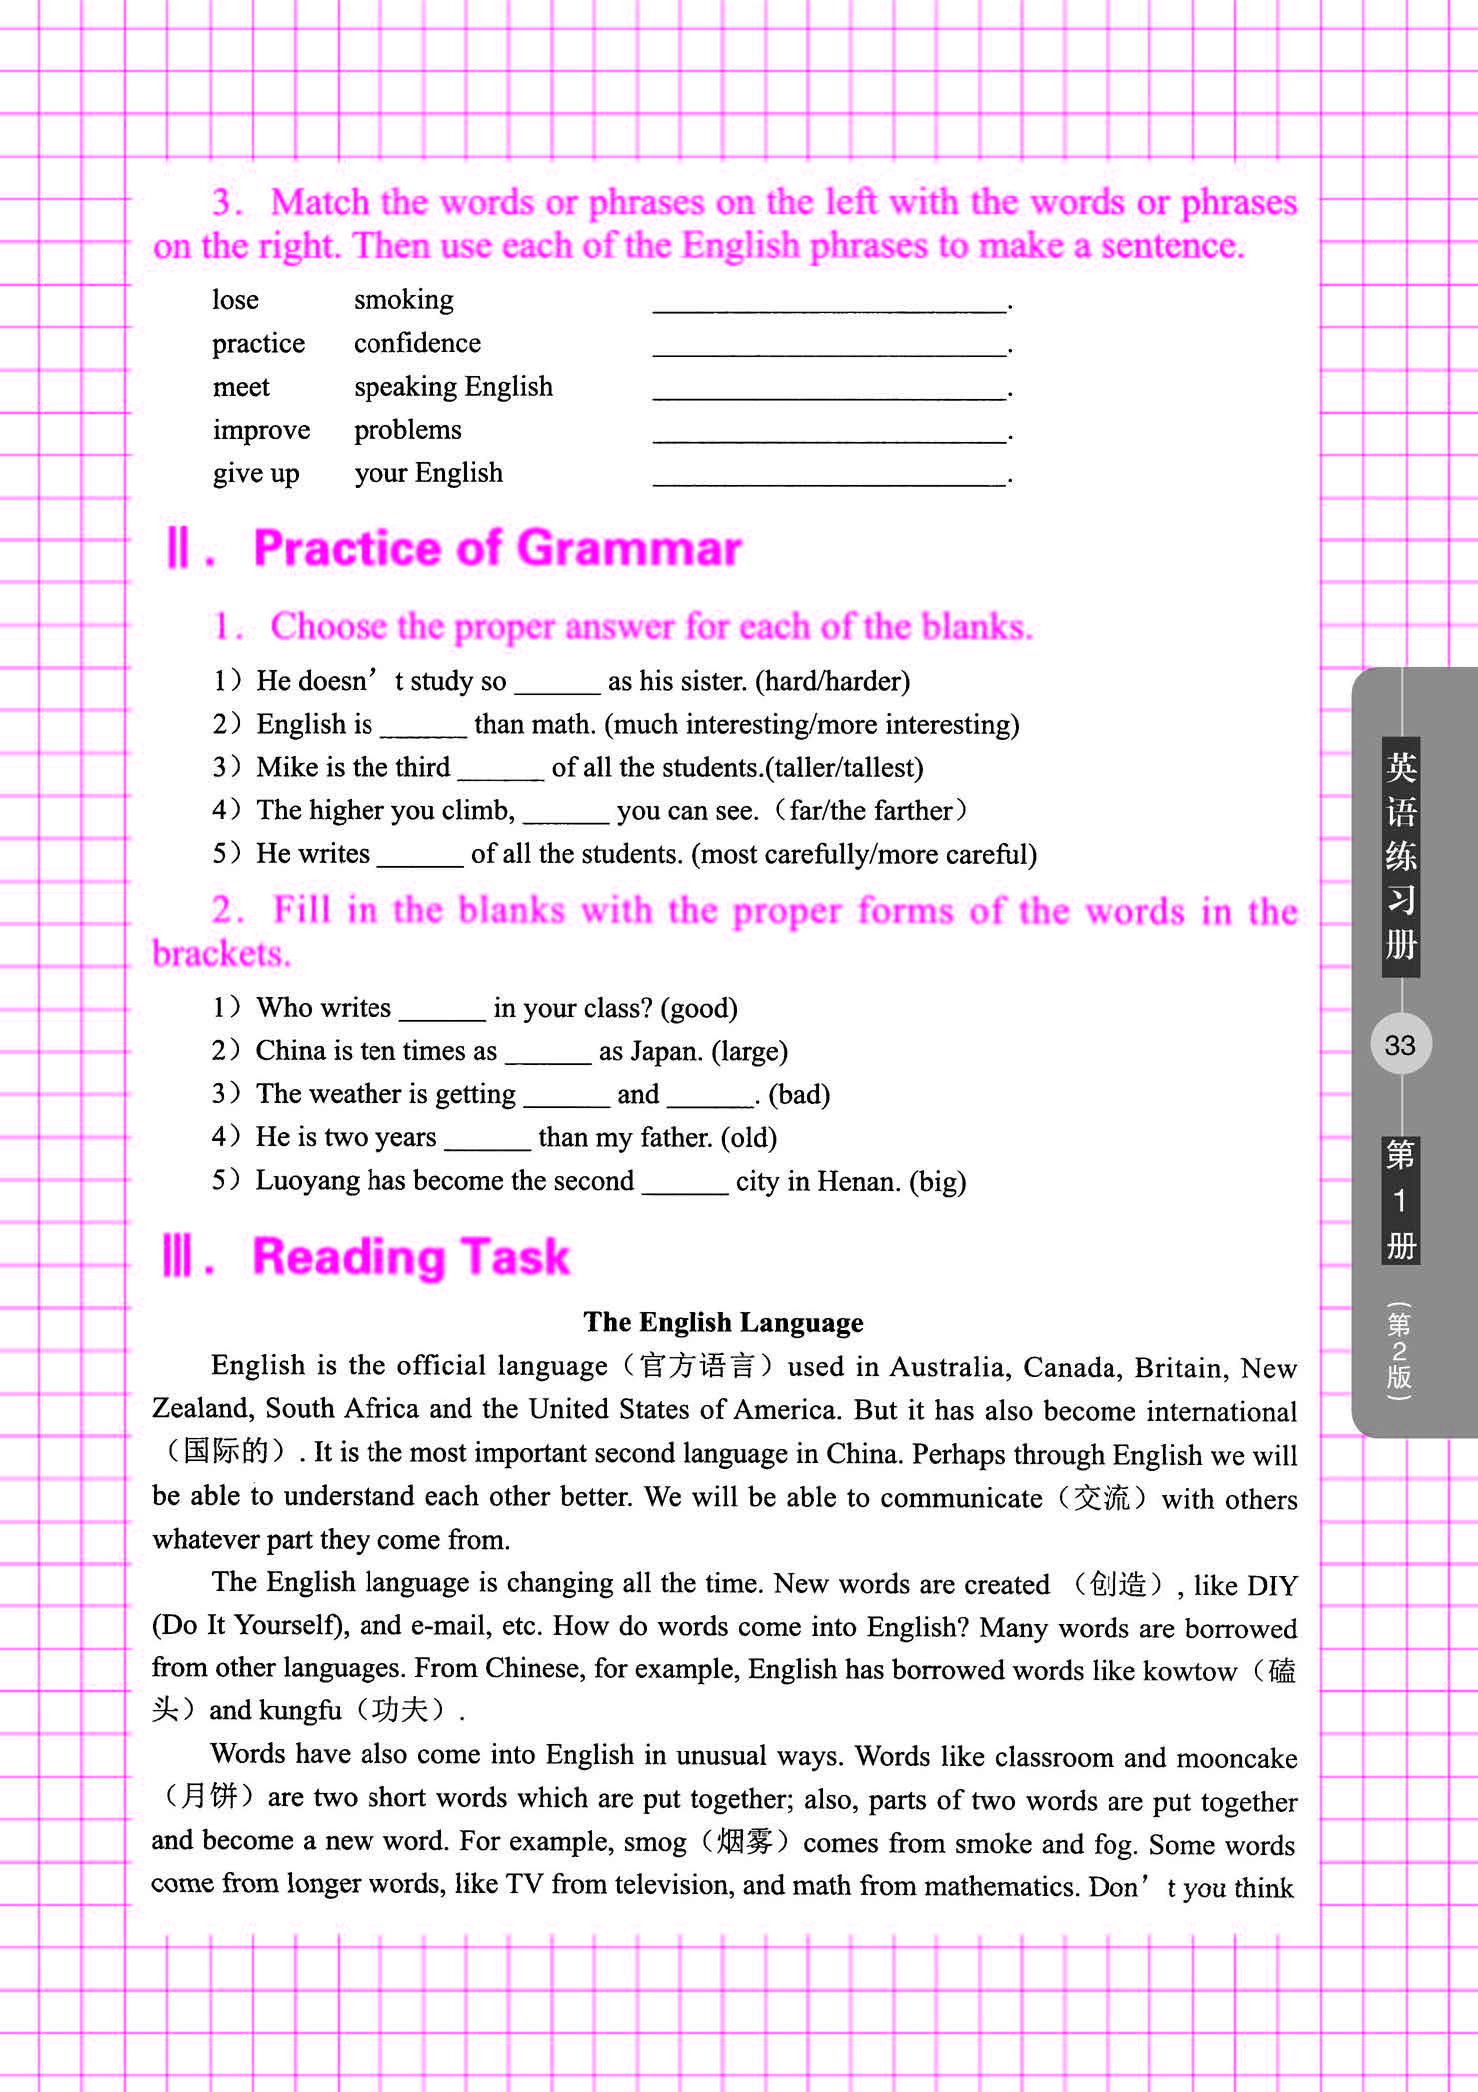 3. Match the words or phrases on the left with the words or phrases
on the right. Then use each of the English phrases to make a sentence.
lose smoking ____________.
practice confidence ____________.
meet speaking English ____________.
improve problems ____________.
give up your English ____________.
Ⅱ. Practice of Grammar
1. Choose the proper answer for each of the blanks.
1）He doesn’t study so ______ as his sister. (hard/harder)
2）English is ______ than math. (much interesting/more interesting)
3）Mike is the third ______ of all the students.(taller/tallest)
4）The higher you climb, ______ you can see.（far/the farther）
5）He writes ______ of all the students. (most carefully/more careful)
2. Fill in the blanks with the proper forms of the words in the
brackets.
1）Who writes ______ in your class? (good)
2）China is ten times as ______ as Japan. (large)
3）The weather is getting ______ and ______. (bad)
4）He is two years ______ than my father. (old)
5）Luoyang has become the second ______ city in Henan. (big)
Ⅲ. Reading Task
The English Language
English is the official language（官方语言）used in Australia, Canada, Britain, New
Zealand, South Africa and the United States of America. But it has also become international
（国际的）. It is the most important second language in China. Perhaps through English we will
be able to understand each other better. We will be able to communicate（交流）with others
whatever part they come from.
The English language is changing all the time. New words are created （创造）, like DIY
(Do It Yourself), and e-mail, etc. How do words come into English? Many words are borrowed
from other languages. From Chinese, for example, English has borrowed words like kowtow（磕
头）and kungfu（功夫）.
Words have also come into English in unusual ways. Words like classroom and mooncake
（月饼）are two short words which are put together; also, parts of two words are put together
and become a new word. For example, smog（烟雾）comes from smoke and fog. Some words
come from longer words, like TV from television, and math from mathematics. Don’t you think
英语练习册
33
第1册
（第2版）